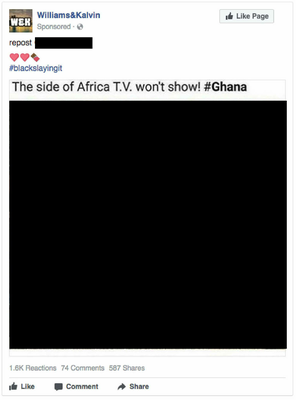 WEK
Williams&Kalvin
Like Page
Sponsored ·
repost
#blackslayingit
The side of Africa T.V. won't show! #Ghana
1.6K Reactions 74 Comments 587 Shares
Like Comment Share